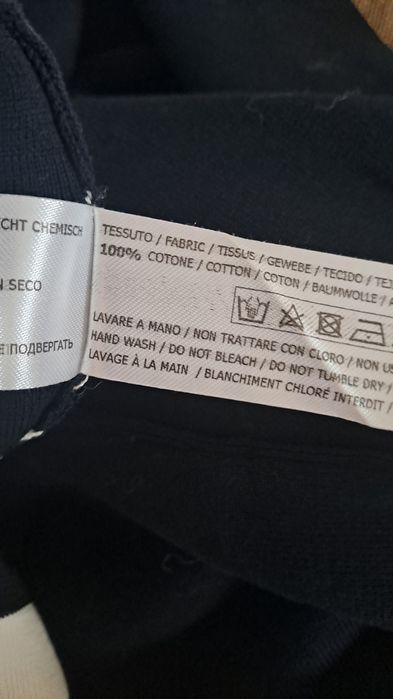 CHT CHEMISCH
SECO
ПОДВЕРГАТЬ
TESSUTO / FABRIC / TISSUS / GEWEBE / TECIDO /
100% COTONE / COTTON / COTON / BAUMWOLLE /
LAVARE A MANO / NON TRATTARE CON CLORO / NON
HAND WASH / DO NOT BLEACH / DO NOT TUMBLE DRY /
LAVAGE À LA MAIN / BLANCHIMENT CHLORÉ INTERDIT /